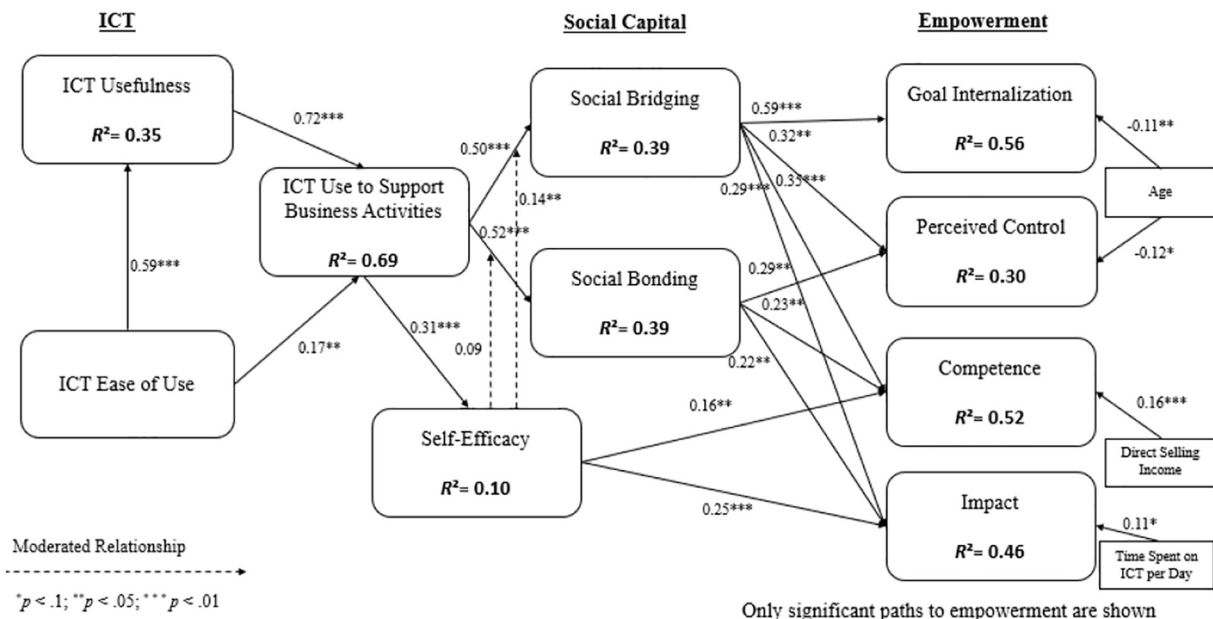 ICT
Social Capital
Empowerment
ICT Usefulness
R²= 0.35
0.72***
0.59***
ICT Ease of Use
0.17**
ICT Use to Support
Business Activities
R²= 0.69
0.31***
0.09
0.50***
0.14**
0.52***
Self-Efficacy
R²= 0.10
Social Bridging
R²= 0.39
Social Bonding
R²= 0.39
0.59***
0.32**
0.35***
0.29***
0.29**
0.23**
0.22**
0.16**
0.25***
Goal Internalization
R²= 0.56
Perceived Control
R²= 0.30
Competence
R²= 0.52
Impact
R²= 0.46
-0.11**
Age
-0.12*
0.16***
Direct Selling
Income
0.11*
Time Spent on
ICT per Day
Moderated Relationship
*p < .1; **p < .05; ***p < .01
Only significant paths to empowerment are shown